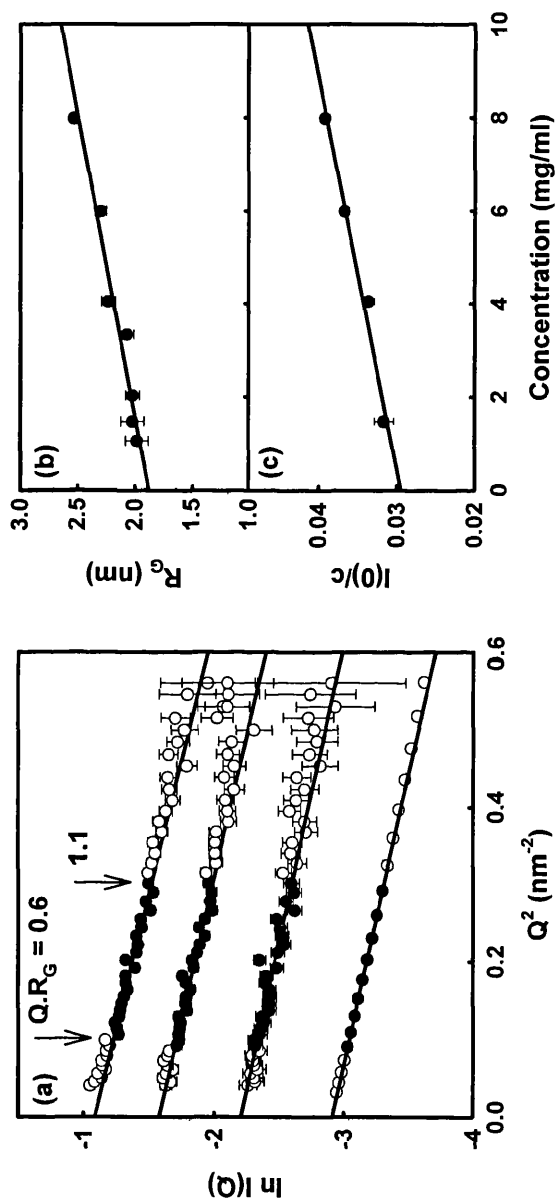 (a)
Q.R_G = 0.6
1.1
ln I(Q)
-1
-2
-3
-4
0.0
0.2
0.4
0.6
Q² (nm⁻²)
(b)
R_G (nm)
3.0
2.5
2.0
1.5
1.0
(c)
I(0)/c
0.04
0.03
0.02
0
2
4
6
8
10
Concentration (mg/ml)